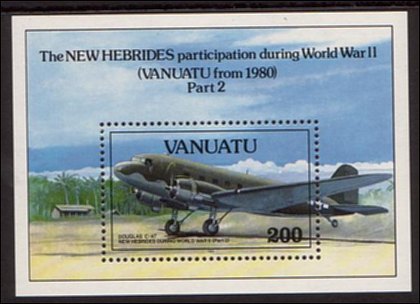 The NEW HEBRIDES participation during World War II
(VANUATU from 1980)
Part 2
VANUATU
DOUGLAS C-47
NEW HEBRIDES DURING WORLD WAR II (Part 2)
200